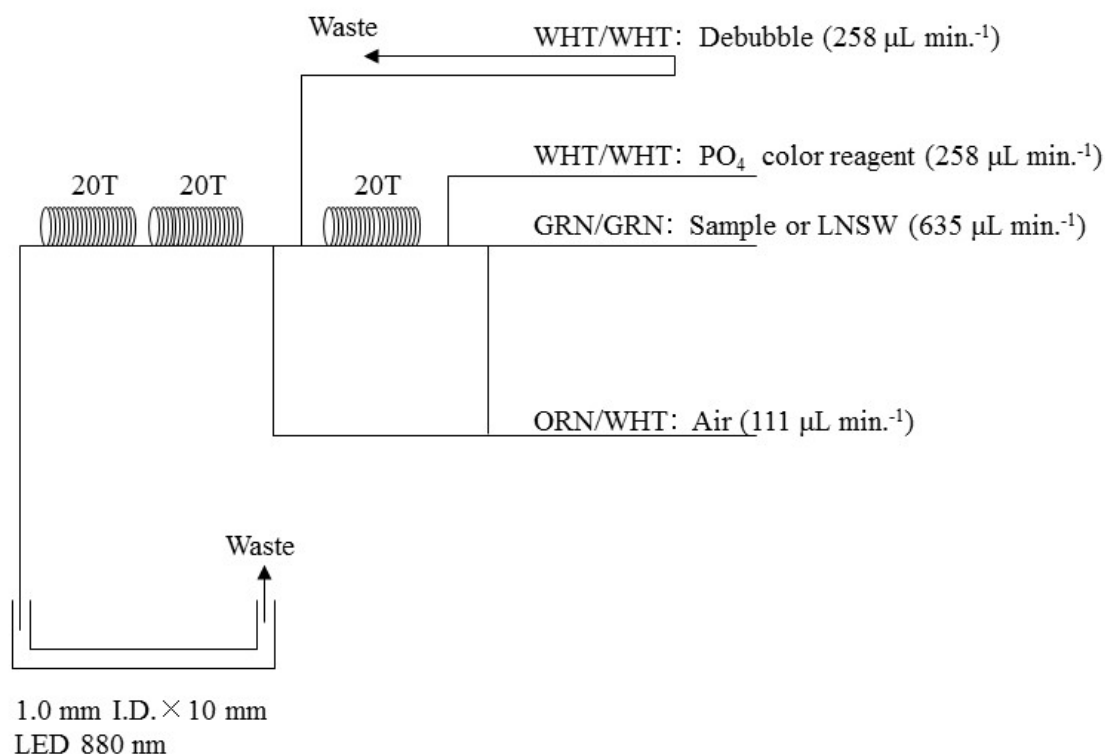 Waste
WHT/WHT: Debubble (258 μL min.⁻¹)
WHT/WHT: PO₄ color reagent (258 μL min.⁻¹)
20T 20T 20T
GRN/GRN: Sample or LNSW (635 μL min.⁻¹)
ORN/WHT: Air (111 μL min.⁻¹)
Waste
1.0 mm I.D.×10 mm
LED 880 nm